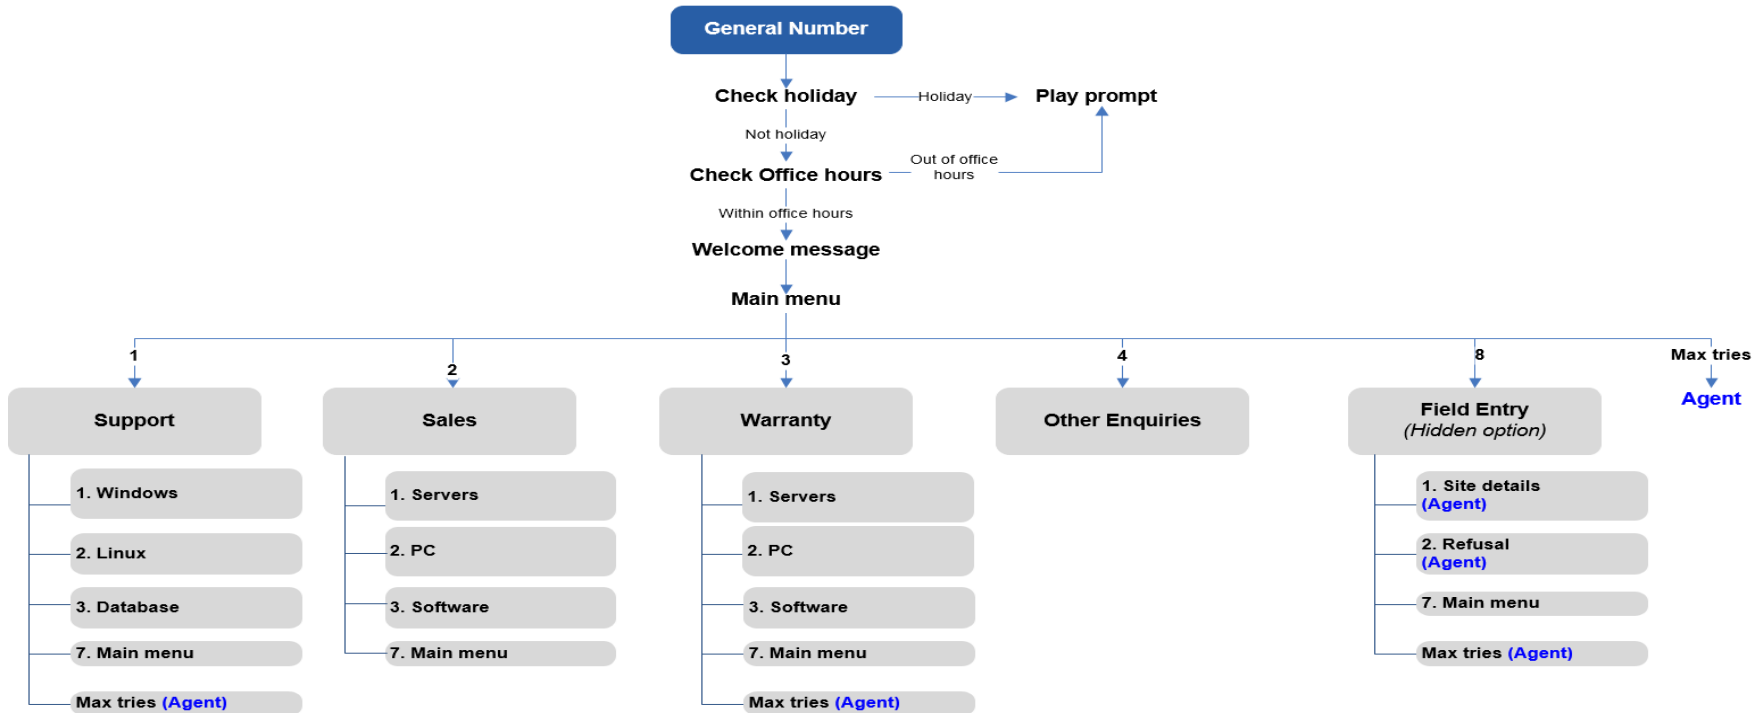 General Number
Check holiday
Holiday
Play prompt
Not holiday
Check Office hours
Out of office
hours
Within office hours
Welcome message
Main menu
1
2
3
4
8
Max tries
Agent
Support
1. Windows
2. Linux
3. Database
7. Main menu
Max tries (Agent)
Sales
1. Servers
2. PC
3. Software
7. Main menu
Warranty
1. Servers
2. PC
3. Software
7. Main menu
Max tries (Agent)
Other Enquiries
Field Entry
(Hidden option)
1. Site details
(Agent)
2. Refusal
(Agent)
7. Main menu
Max tries (Agent)